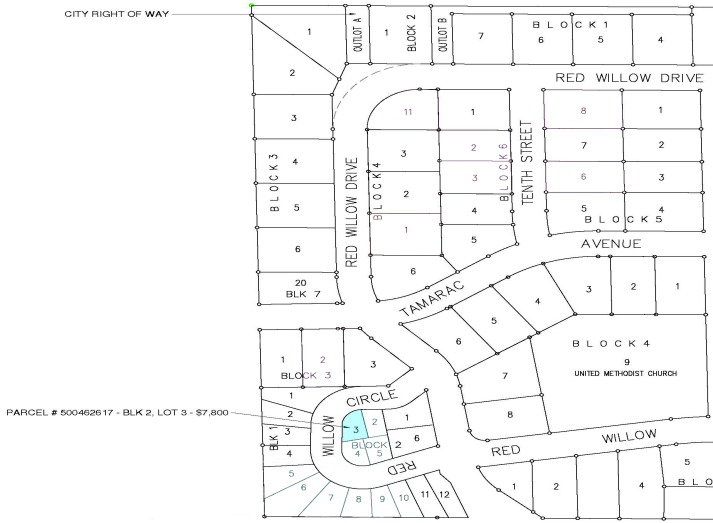 CITY RIGHT OF WAY
1
2
3
4
5
6
BLOCK 3
20
BLK 7
OUTLOT A
1
BLOCK 2
OUTLOT B
7
BLOCK 1
6
5
4
RED WILLOW DRIVE
RED WILLOW DRIVE
11
3
2
1
6
BLOCK 4
1
2
3
4
5
BLOCK 6
TENTH STREET
8
7
6
5
1
2
3
4
BLOCK 5
TAMARAC
AVENUE
6
5
4
3
2
1
BLOCK 4
9
UNITED METHODIST CHURCH
7
8
1
2
3
BLOCK 3
PARCEL # 500462617 - BLK 2, LOT 3 - $7,800
1
2
3
4
BLK 1
5
6
7
8
9
10
11
12
WILLOW
CIRCLE
RED
3
2
1
BLOCK
4
5
2
6
RED
WILLOW
1
2
4
5
BLO